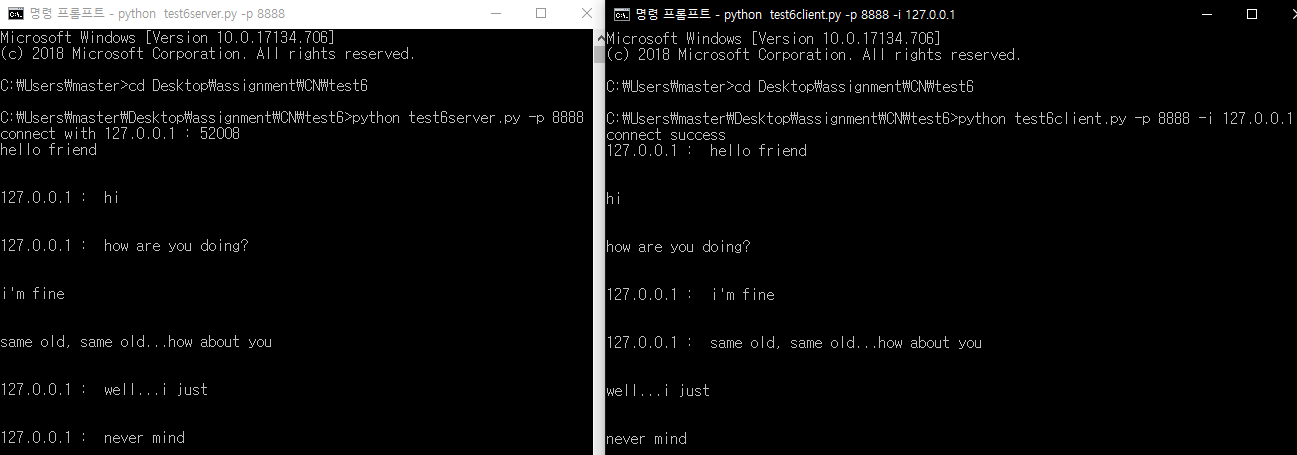 명령 프롬프트 - python  test6server.py -p 8888
Microsoft Windows [Version 10.0.17134.706]
(c) 2018 Microsoft Corporation. All rights reserved.
C:₩Users₩master>cd Desktop₩assignment₩CN₩test6
C:₩Users₩master₩Desktop₩assignment₩CN₩test6>python test6server.py -p 8888
connect with 127.0.0.1 : 52008
hello friend
127.0.0.1 :  hi
127.0.0.1 :  how are you doing?
i'm fine
same old, same old...how about you
127.0.0.1 :  well...i just
127.0.0.1 :  never mind
명령 프롬프트 - python  test6client.py -p 8888 -i 127.0.0.1
Microsoft Windows [Version 10.0.17134.706]
(c) 2018 Microsoft Corporation. All rights reserved.
C:₩Users₩master>cd Desktop₩assignment₩CN₩test6
C:₩Users₩master₩Desktop₩assignment₩CN₩test6>python test6client.py -p 8888 -i 127.0.0.1
connect success
127.0.0.1 :  hello friend
hi
how are you doing?
127.0.0.1 :  i'm fine
127.0.0.1 :  same old, same old...how about you
well...i just
never mind